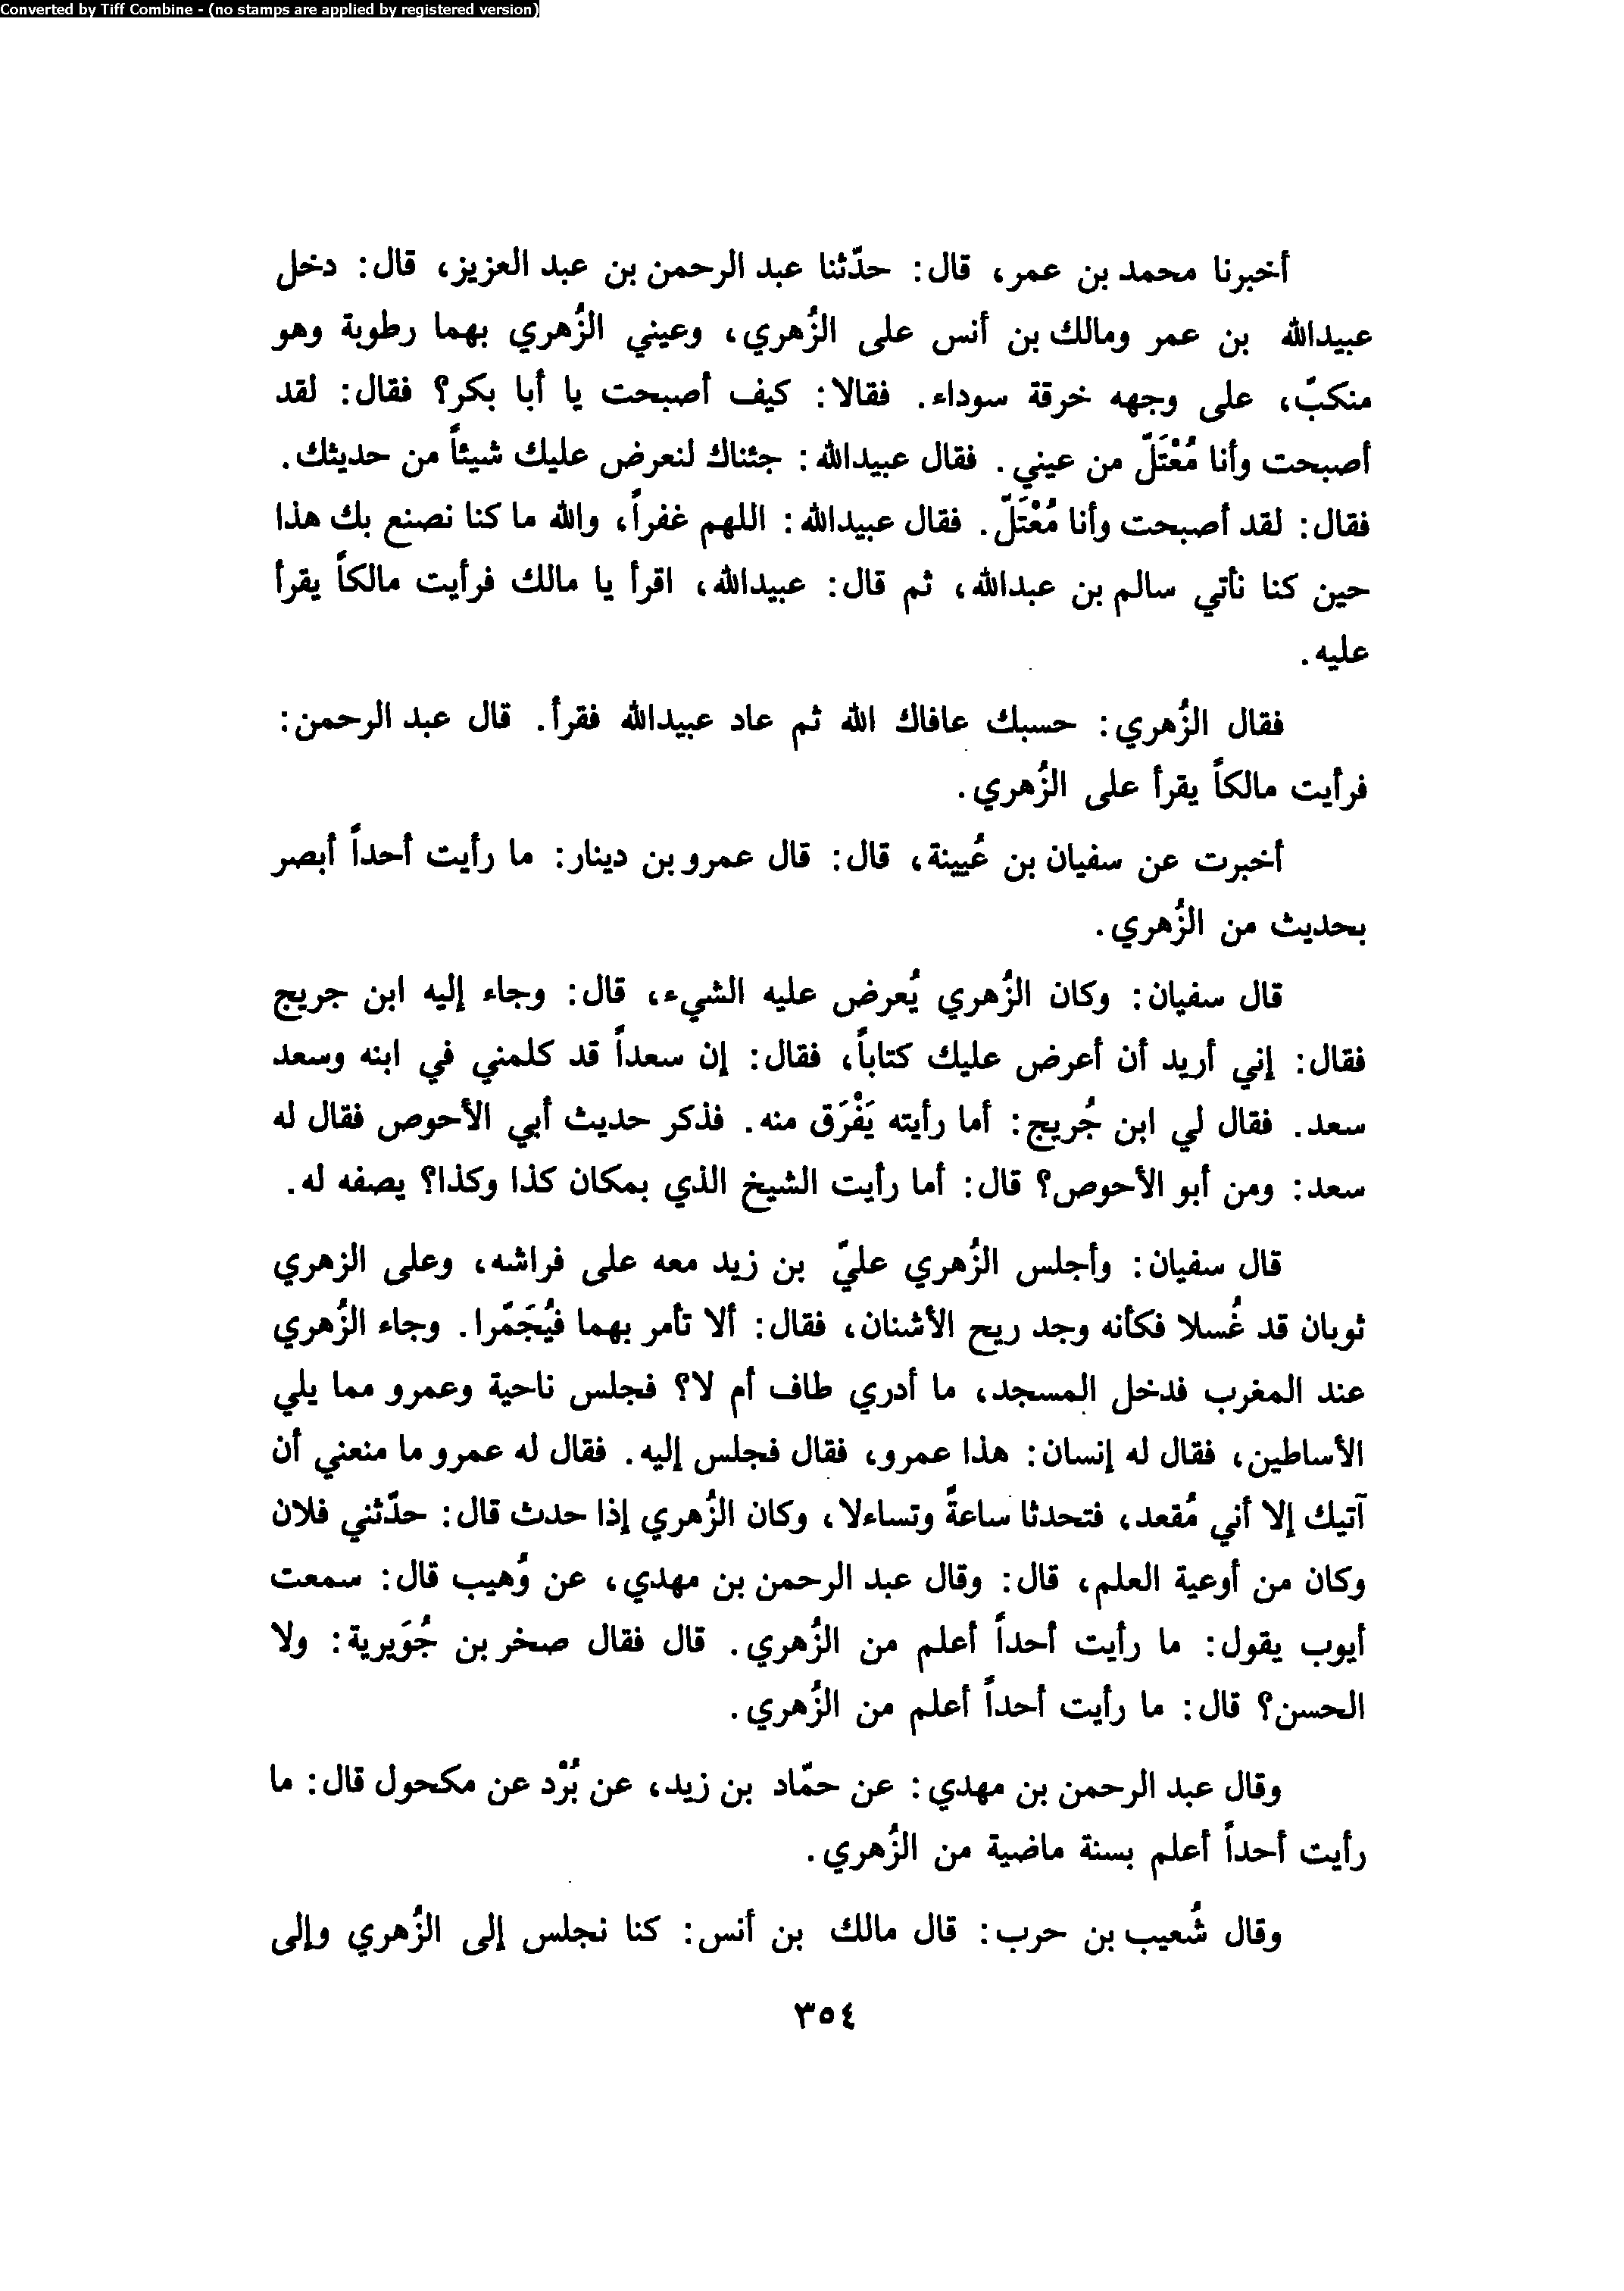 Converted by Tiff Combine - (no stamps are applied by registered version)
أخبرنا محمد بن عمر، قال: حدّثنا عبد الرحمن بن عبد العزيز، قال: دخل
عبيدالله بن عمر ومالك بن أنس على الزُهري، وعيني الزُهري بهما رطوبة وهو
منكبّ، على وجهه خرقة سوداء. فقالا: كيف أصبحت يا أبا بكر؟ فقال: لقد
أصبحت وأنا مُعْتَلّ من عيني. فقال عبيدالله: جئناك لنعرض عليك شيئاً من حديثك.
فقال: لقد أصبحت وأنا مُعْتَلّ. فقال عبيدالله: اللهم غفراً، والله ما كنا نصنع بك هذا
حين كنا نأتي سالم بن عبدالله، ثم قال: عبيدالله، اقرأ يا مالك فرأيت مالكاً يقرأ
عليه.
فقال الزُهري: حسبك عافاك الله ثم عاد عبيدالله فقرأ. قال عبد الرحمن:
فرأيت مالكاً يقرأ على الزُهري.
أخبرت عن سفيان بن عُيينة، قال: قال عمرو بن دينار: ما رأيت أحداً أبصر
بحديث من الزُهري.
قال سفيان: وكان الزُهري يُعرض عليه الشيء، قال: وجاء إليه ابن جريج
فقال: إني أريد أن أعرض عليك كتاباً، فقال: إن سعداً قد كلمني في ابنه وسعد
سعد. فقال لي ابن جُريج: أما رأيته يَفْرَق منه. فذكر حديث أبي الأحوص فقال له
سعد: ومن أبو الأحوص؟ قال: أما رأيت الشيخ الذي بمكان كذا وكذا؟ يصفه له.
قال سفيان: وأجلس الزُهري عليّ بن زيد معه على فراشه، وعلى الزهري
ثوبان قد غُسلا فكأنه وجد ريح الأشنان، فقال: ألا تأمر بهما فيُجَمّرا. وجاء الزُهري
عند المغرب فدخل المسجد، ما أدري طاف أم لا؟ فجلس ناحية وعمرو مما يلي
الأساطين، فقال له إنسان: هذا عمرو، فقال فجلس إليه. فقال له عمرو ما منعني أن
آتيك إلا أني مُقعد، فتحدثا ساعةً وتساءلا، وكان الزُهري إذا حدث قال: حدّثني فلان
وكان من أوعية العلم، قال: وقال عبد الرحمن بن مهدي، عن وُهيب قال: سمعت
أيوب يقول: ما رأيت أحداً أعلم من الزُهري. قال فقال صخر بن جُوَيرية: ولا
الحسن؟ قال: ما رأيت أحداً أعلم من الزُهري.
وقال عبد الرحمن بن مهدي: عن حمّاد بن زيد، عن بُرْد عن مكحول قال: ما
رأيت أحداً أعلم بسنة ماضية من الزُهري.
وقال شُعيب بن حرب: قال مالك بن أنس: كنا نجلس إلى الزُهري وإلى
٣٥٤